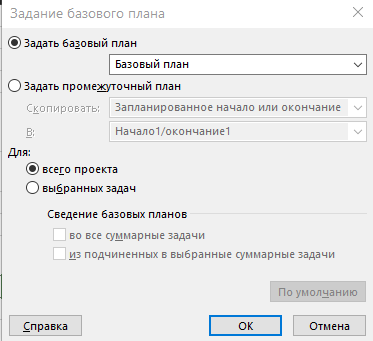 Задание базового плана
Задать базовый план
Базовый план
Задать промежуточный план
Скопировать: Запланированное начало или окончание
В: Начало1/окончание1
Для:
всего проекта
выбранных задач
Сведение базовых планов
во все суммарные задачи
из подчиненных в выбранные суммарные задачи
По умолчанию
Справка ОК Отмена